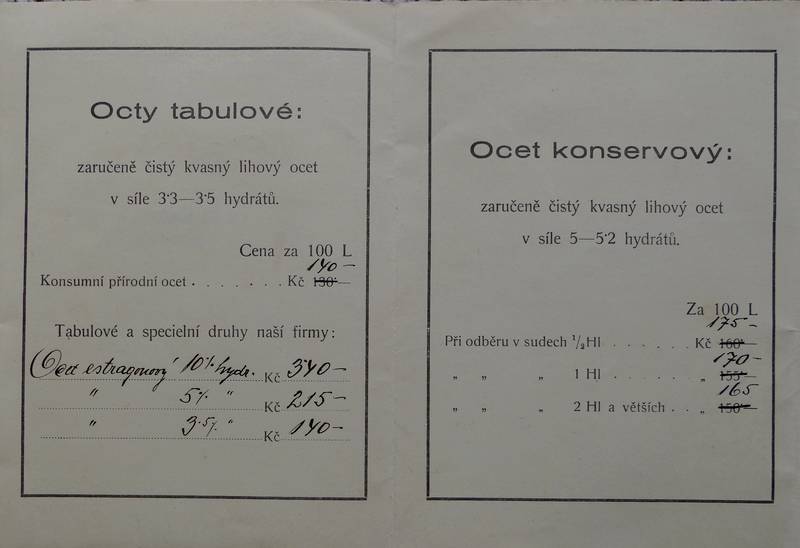 Octy tabulové:
zaručeně čistý kvasný lihový ocet
v síle 3·3—3·5 hydrátů.
Cena za 100 L
140—
Konsumní přírodní ocet . . . . . . . Kč 130·—
Tabulové a specielní druhy naší firmy:
Ocet estragonový 10% hydr. Kč 340—
" 5% " Kč 215—
" 3·5% " Kč 140—
Ocet konservový:
zaručeně čistý kvasný lihový ocet
v síle 5—5·2 hydrátů.
Za 100 L
175—
Při odběru v sudech 1/2 Hl . . . . . . Kč 160·—
170—
„ „ „ 1 Hl . . . . . . „ 155·—
165
„ „ „ 2 Hl a větších . . „ 150·—